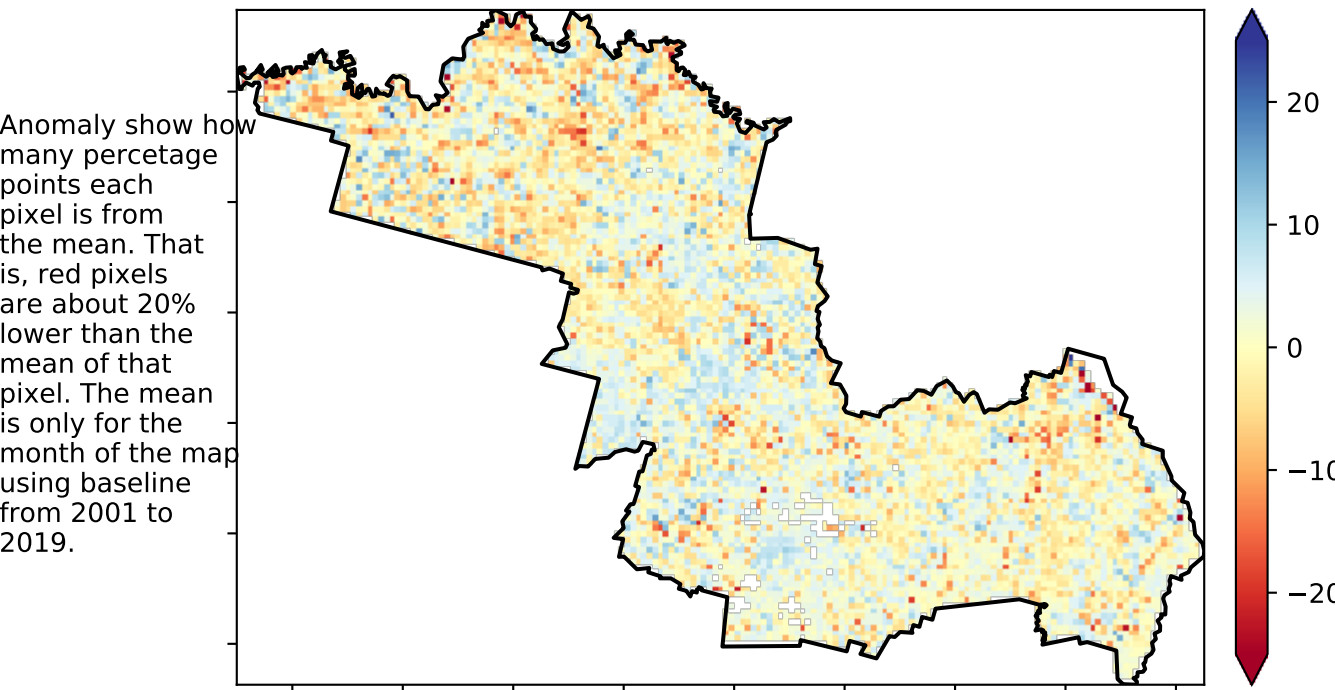 Anomaly show how
many percetage
points each
pixel is from
the mean. That
is, red pixels
are about 20%
lower than the
mean of that
pixel. The mean
is only for the
month of the map
using baseline
from 2001 to
2019.
20
10
0
−10
−20